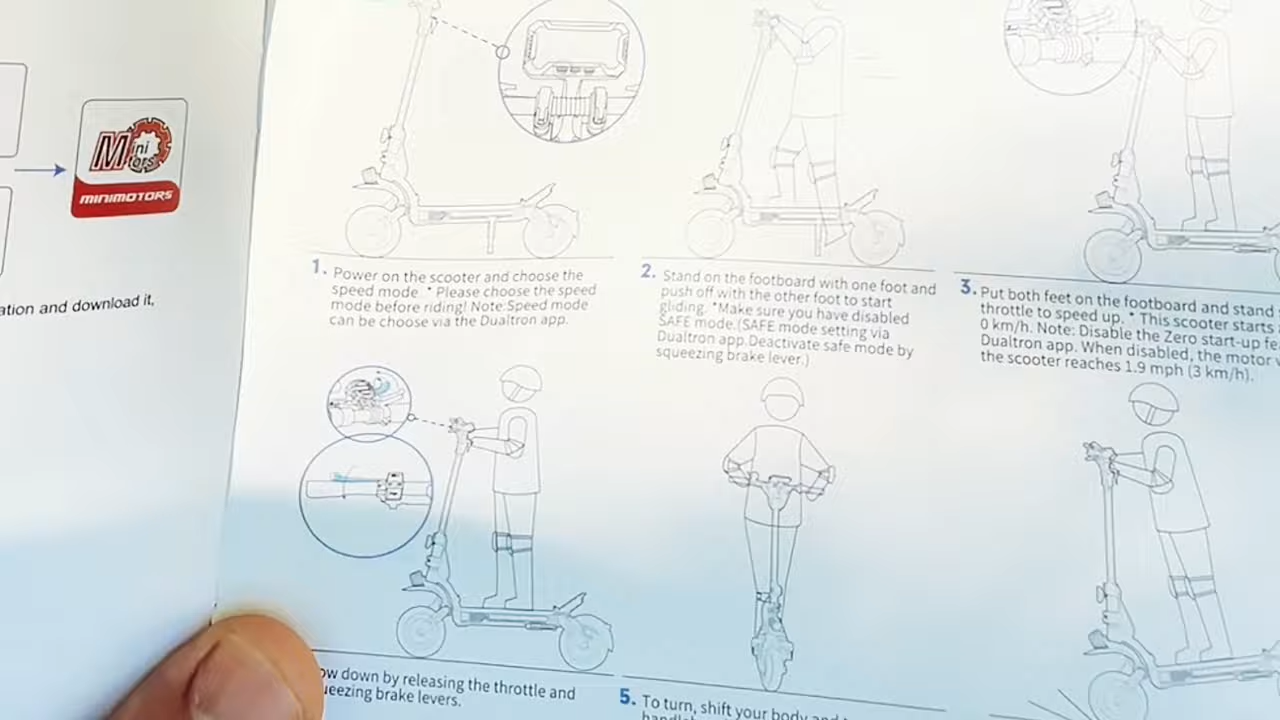 Mini
otors
MINIMOTORS
ation and download it,
1. Power on the scooter and choose the
speed mode. * Please choose the speed
mode before riding! Note:Speed mode
can be choose via the Dualtron app.
2. Stand on the footboard with one foot and
push off with the other foot to start
gliding. *Make sure you have disabled
SAFE mode.(SAFE mode setting via
Dualtron app.Deactivate safe mode by
squeezing brake lever.)
3. Put both feet on the footboard and stand
throttle to speed up. * This scooter starts
0 km/h. Note: Disable the Zero start-up fe
Dualtron app. When disabled, the motor
the scooter reaches 1.9 mph (3 km/h).
ow down by releasing the throttle and
ueezing brake levers.
5. To turn, shift your body and